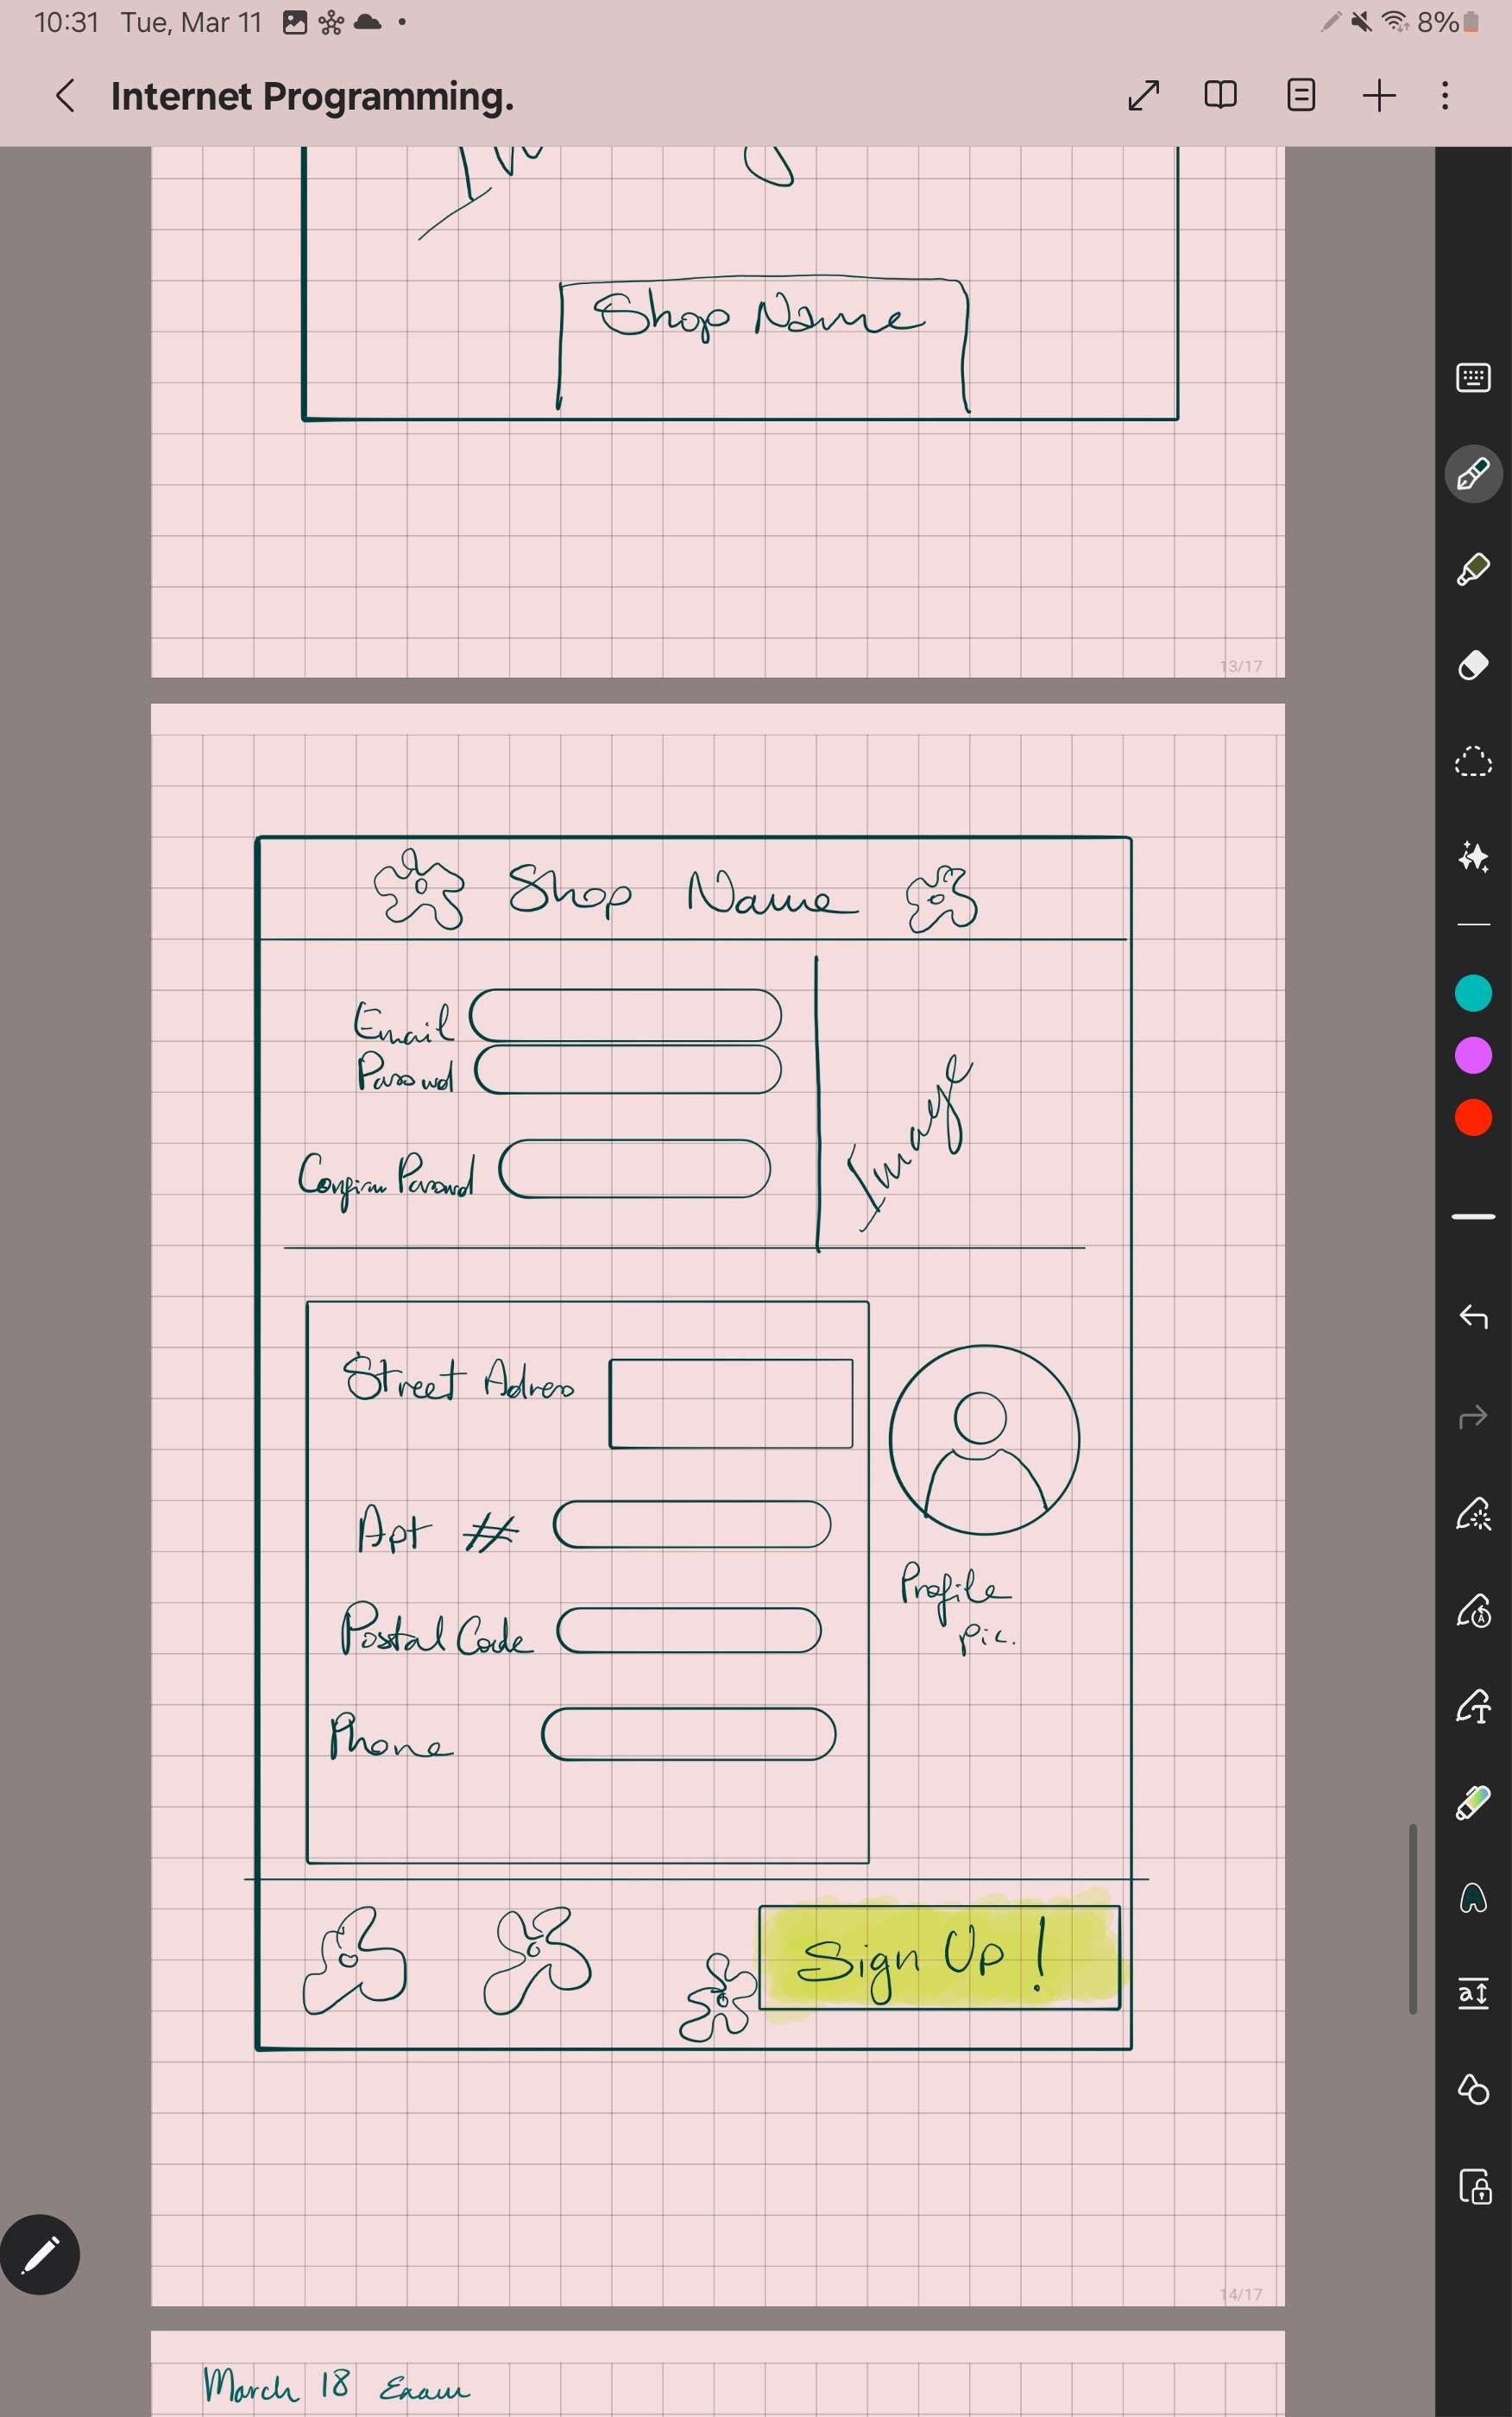 10:31 Tue, Mar 11
8%
Internet Programming.
Shop Name
13/17
Shop Name
Email
Password
Confirm Password
Image
Street Adress
Apt #
Postal Code
Phone
Profile
pic.
Sign Up!
14/17
March 18 Exam